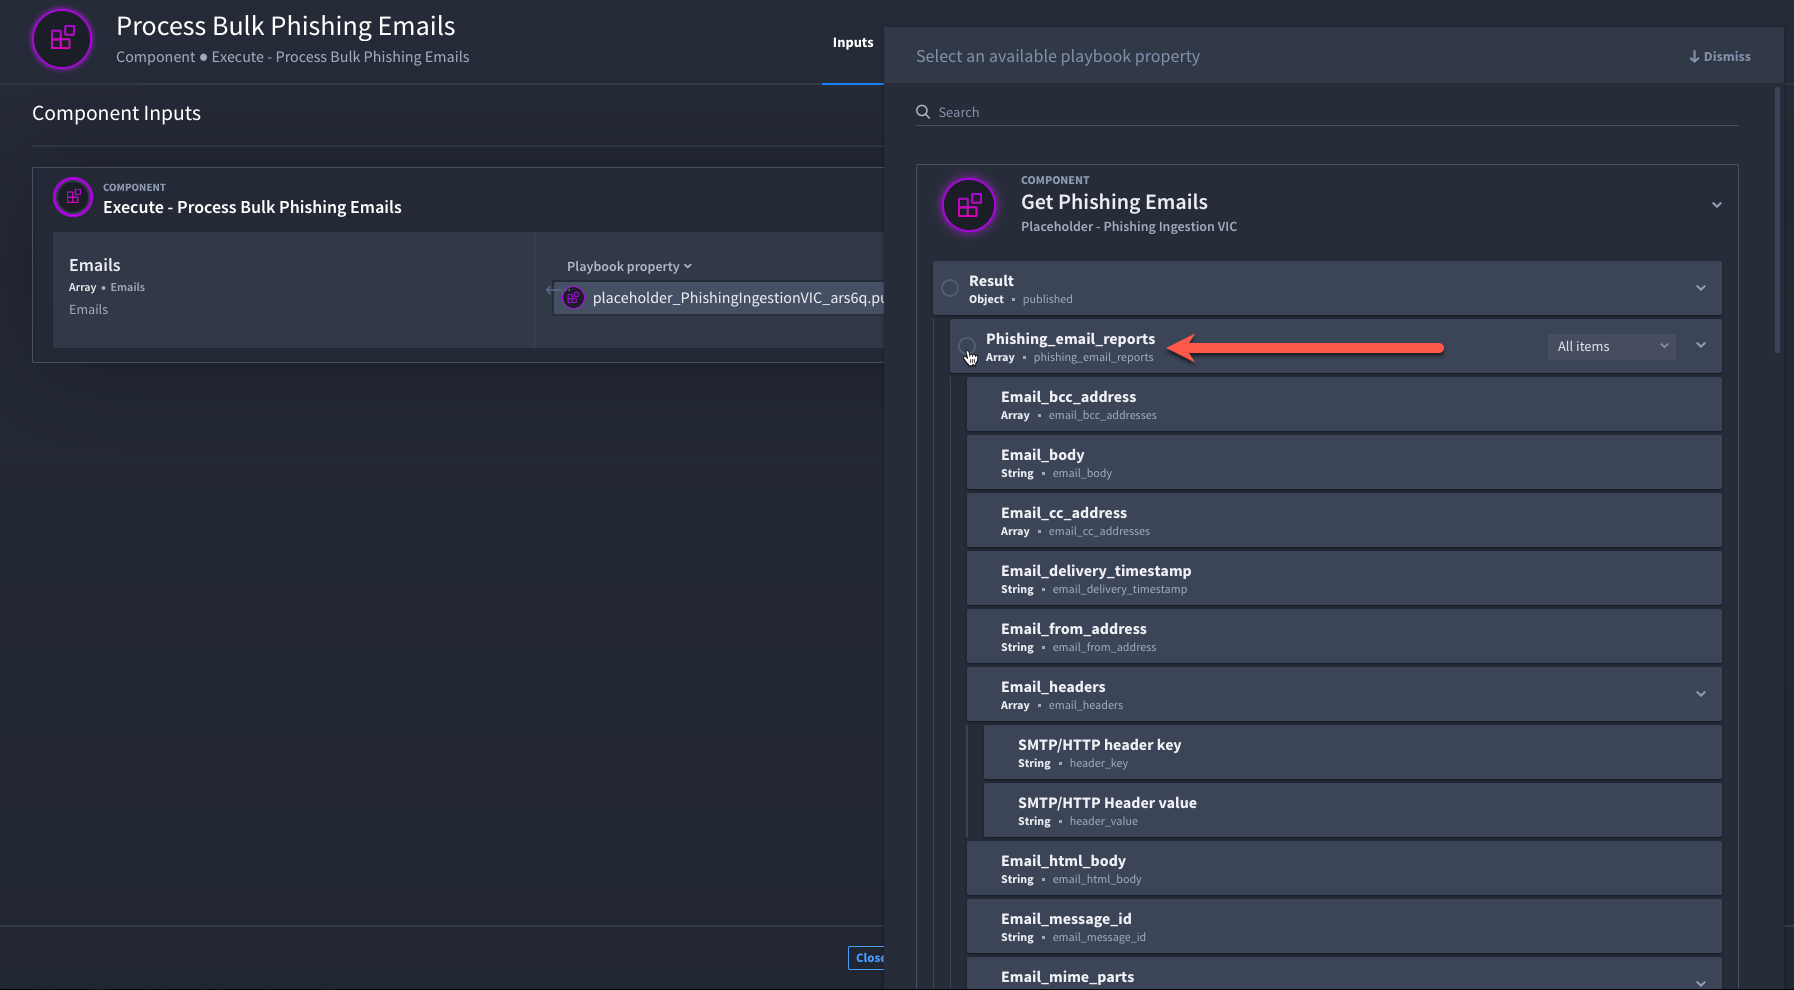 Process Bulk Phishing Emails
Component ● Execute - Process Bulk Phishing Emails
Inputs
Component Inputs
COMPONENT
Execute - Process Bulk Phishing Emails
Emails
Array • Emails
Emails
Playbook property
placeholder_PhishingIngestionVIC_ars6q.pu
Close
Select an available playbook property
Dismiss
Search
COMPONENT
Get Phishing Emails
Placeholder - Phishing Ingestion VIC
Result
Object • published
Phishing_email_reports
Array • phishing_email_reports
All items
Email_bcc_address
Array • email_bcc_addresses
Email_body
String • email_body
Email_cc_address
Array • email_cc_addresses
Email_delivery_timestamp
String • email_delivery_timestamp
Email_from_address
String • email_from_address
Email_headers
Array • email_headers
SMTP/HTTP header key
String • header_key
SMTP/HTTP Header value
String • header_value
Email_html_body
String • email_html_body
Email_message_id
String • email_message_id
Email_mime_parts